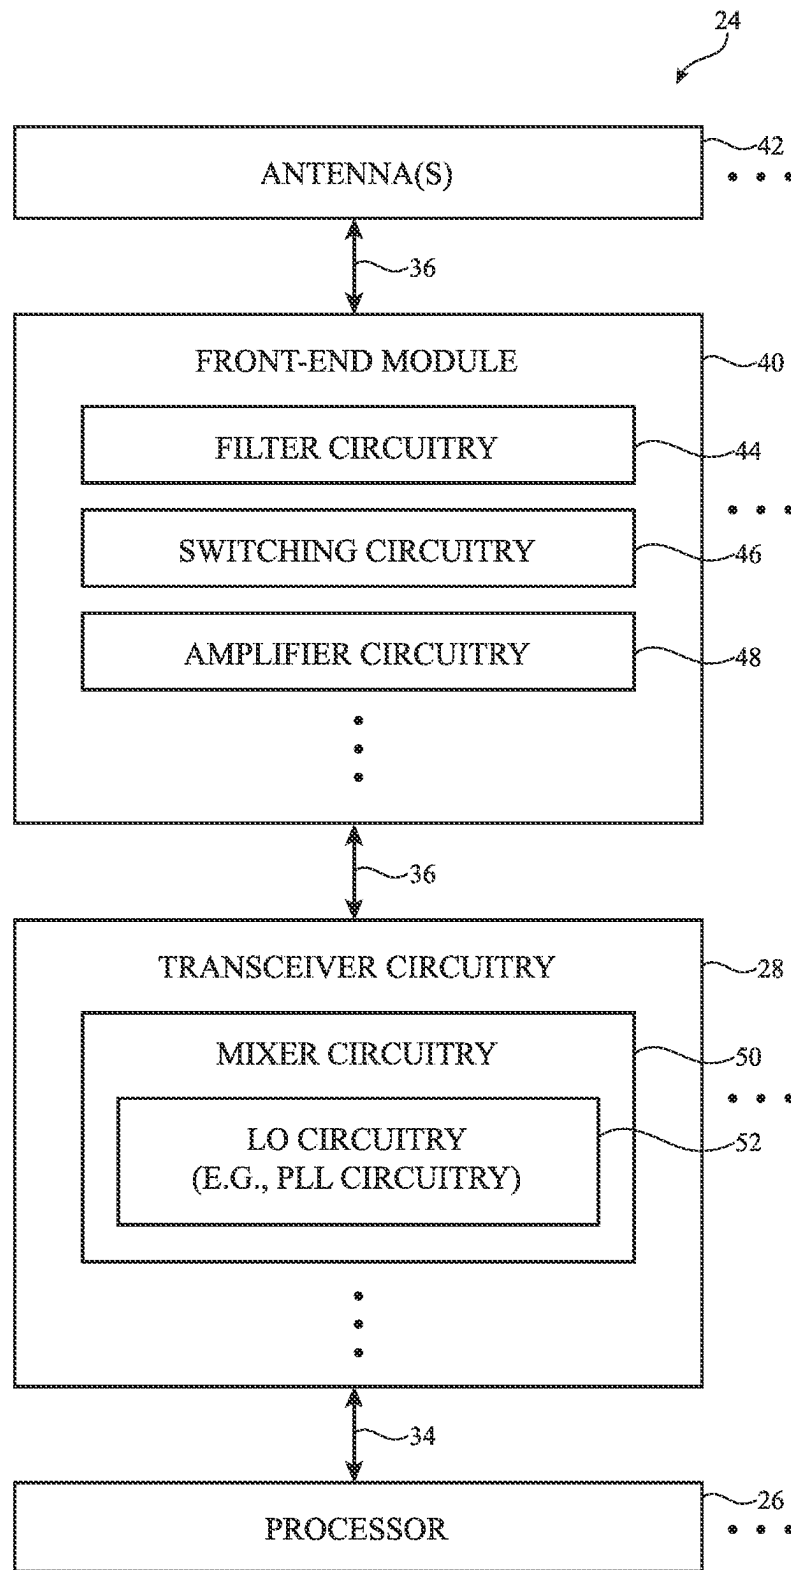 24
ANTENNA(S)
42
36
FRONT-END MODULE
40
FILTER CIRCUITRY
44
SWITCHING CIRCUITRY
46
AMPLIFIER CIRCUITRY
48
36
TRANSCEIVER CIRCUITRY
28
MIXER CIRCUITRY
50
LO CIRCUITRY
(E.G., PLL CIRCUITRY)
52
34
PROCESSOR
26